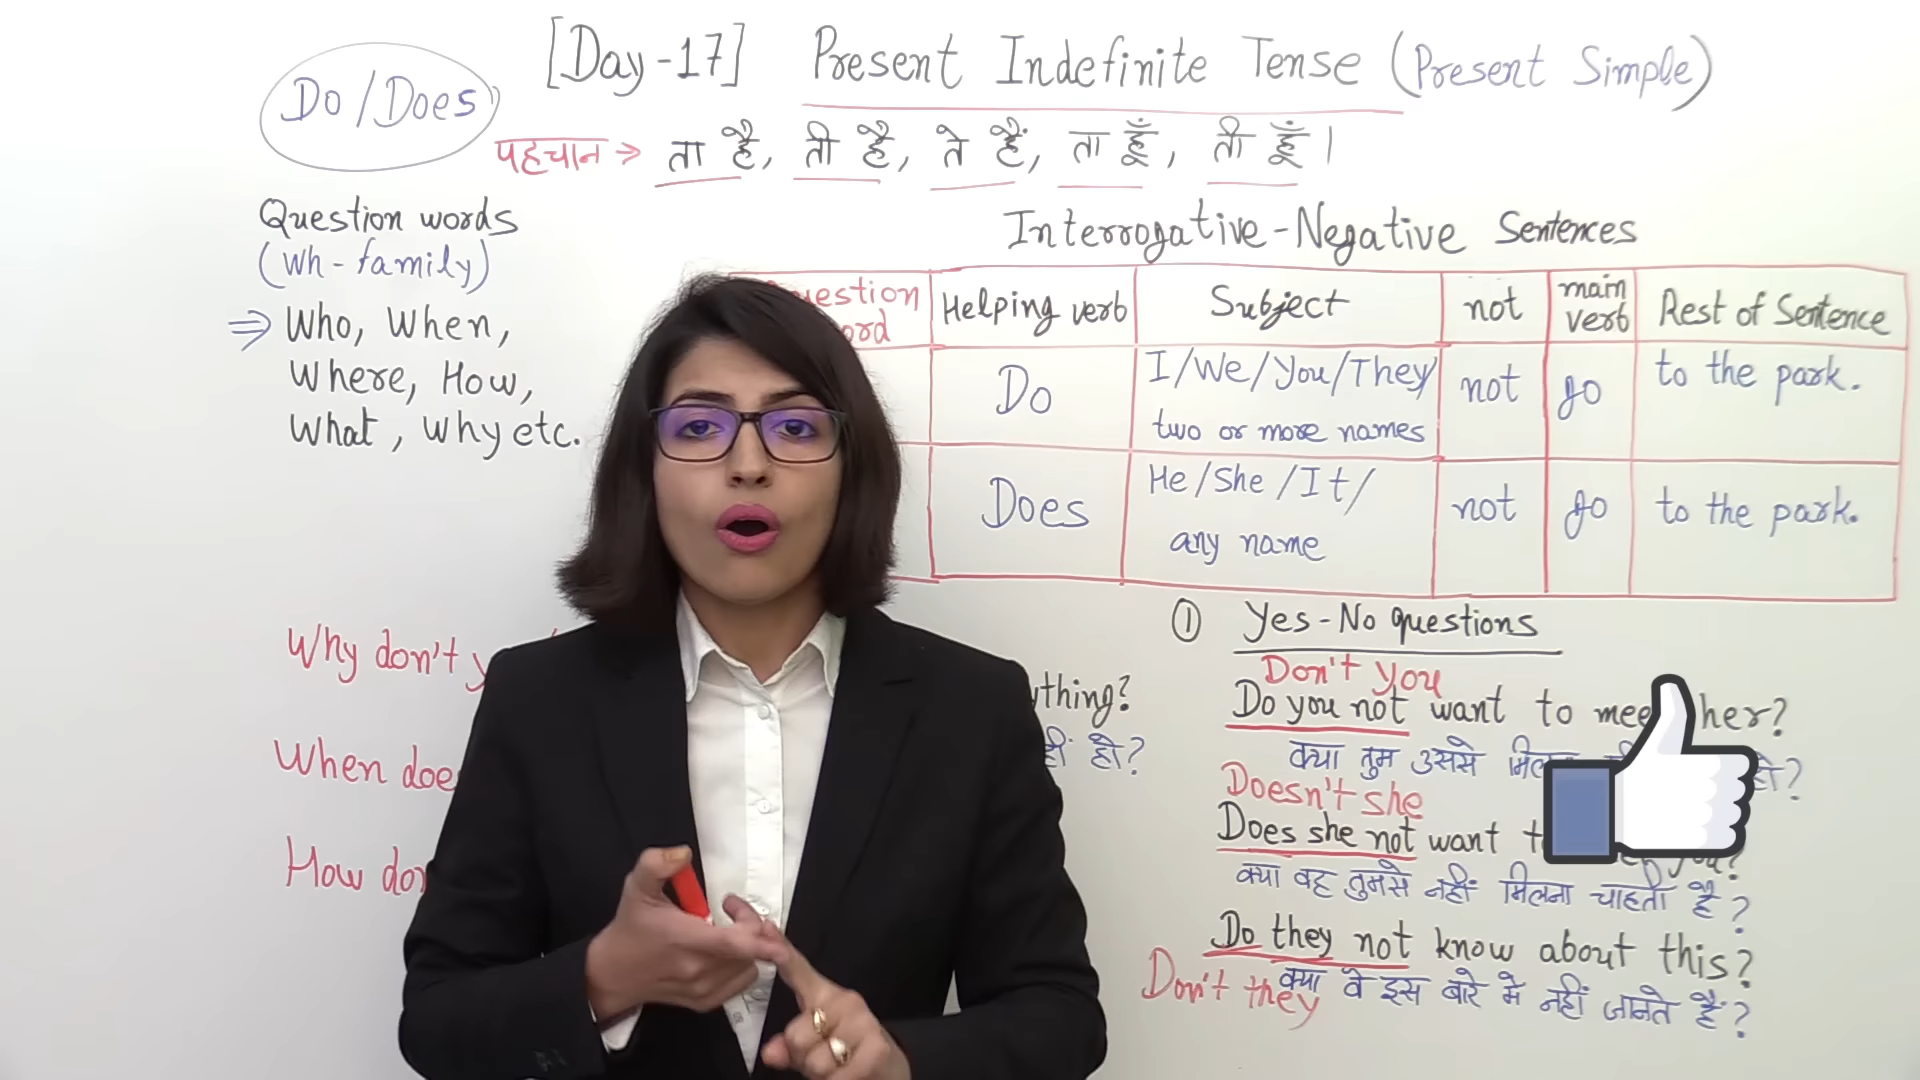 [Day-17] Present Indefinite Tense (Present Simple)
Do/Does
पहचान → ता है, ती है, ते हैं, ता हूँ, ती हूँ।
Question words
(Wh-family)
⇒ Who, When,
Where, How,
What, Why etc.
Interrogative-Negative Sentences
Helping verb Subject not main verb Rest of Sentence
Do I/We/You/They/ two or more names not go to the park.
Does He/She/It/ any name not go to the park.
Why don't
When
How
① Yes-No questions
Don't you
Do you not want to her?
क्या तुम उससे
Doesn't she
Does she not want you?
क्या वह तुमसे नहीं मिलना चाहती है?
Do they not know about this?
Don't they
क्या वे इस बारे मे नहीं जानते हैं?